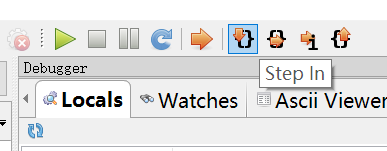 Debugger
Step In
Locals
Watches
Ascii Viewer